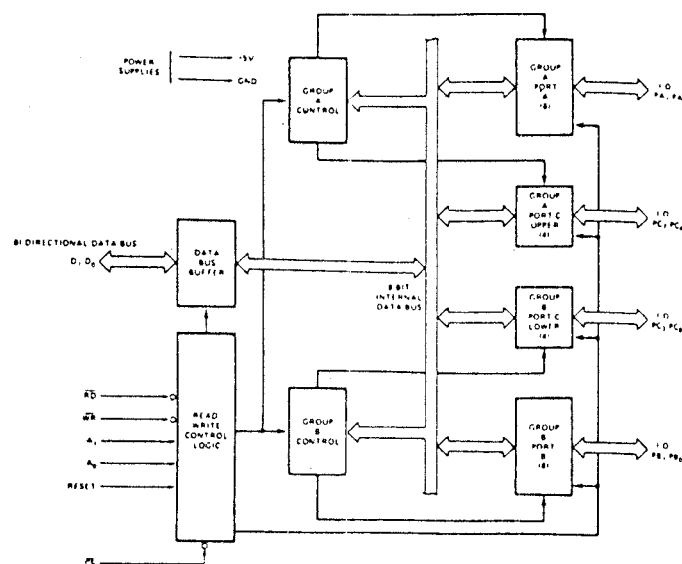 POWER
SUPPLIES
+5V
GND
GROUP
A
CONTROL
GROUP
A
PORT
A
(8)
I/O
PA7 PA0
GROUP
A
PORT C
UPPER
(4)
I/O
PC7 PC4
BI DIRECTIONAL DATA BUS
D7 D0
DATA
BUS
BUFFER
8 BIT
INTERNAL
DATA BUS
GROUP
B
PORT C
LOWER
(4)
I/O
PC3 PC0
RD
WR
A1
A0
RESET
READ
WRITE
CONTROL
LOGIC
GROUP
B
CONTROL
GROUP
B
PORT
B
(8)
I/O
PB7 PB0